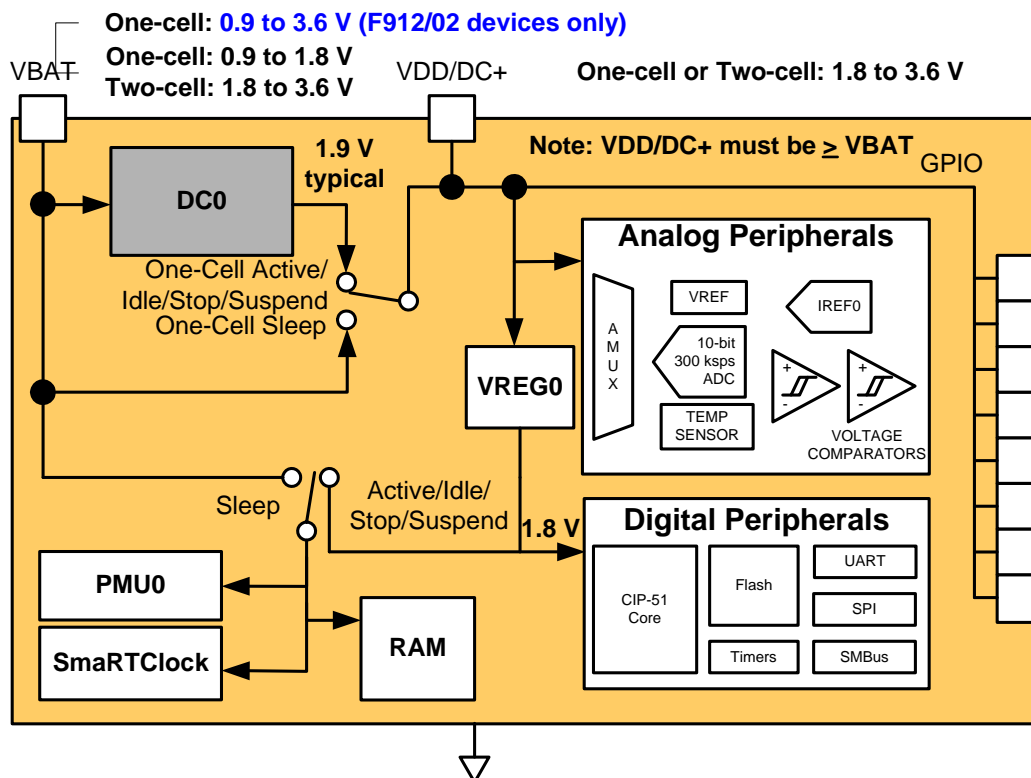 One-cell: 0.9 to 3.6 V (F912/02 devices only)
One-cell: 0.9 to 1.8 V
Two-cell: 1.8 to 3.6 V
VBAT
VDD/DC+
One-cell or Two-cell: 1.8 to 3.6 V
Note: VDD/DC+ must be ≥ VBAT
GPIO
1.9 V
typical
DC0
One-Cell Active/
Idle/Stop/Suspend
One-Cell Sleep
VREG0
Analog Peripherals
A
M
U
X
VREF
IREF0
10-bit
300 ksps
ADC
TEMP
SENSOR
+
-
+
-
VOLTAGE
COMPARATORS
Sleep
Active/Idle/
Stop/Suspend
1.8 V
Digital Peripherals
CIP-51
Core
Flash
Timers
UART
SPI
SMBus
PMU0
SmaRTClock
RAM